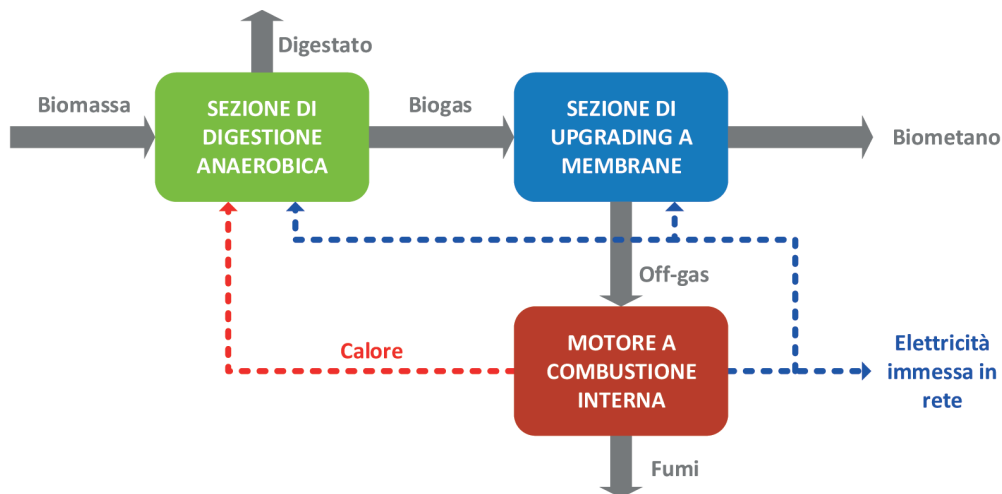 Digestato
Biomassa
SEZIONE DI
DIGESTIONE
ANAEROBICA
Biogas
SEZIONE DI
UPGRADING A
MEMBRANE
Biometano
Off-gas
Calore
MOTORE A
COMBUSTIONE
INTERNA
Elettricità
immessa in
rete
Fumi